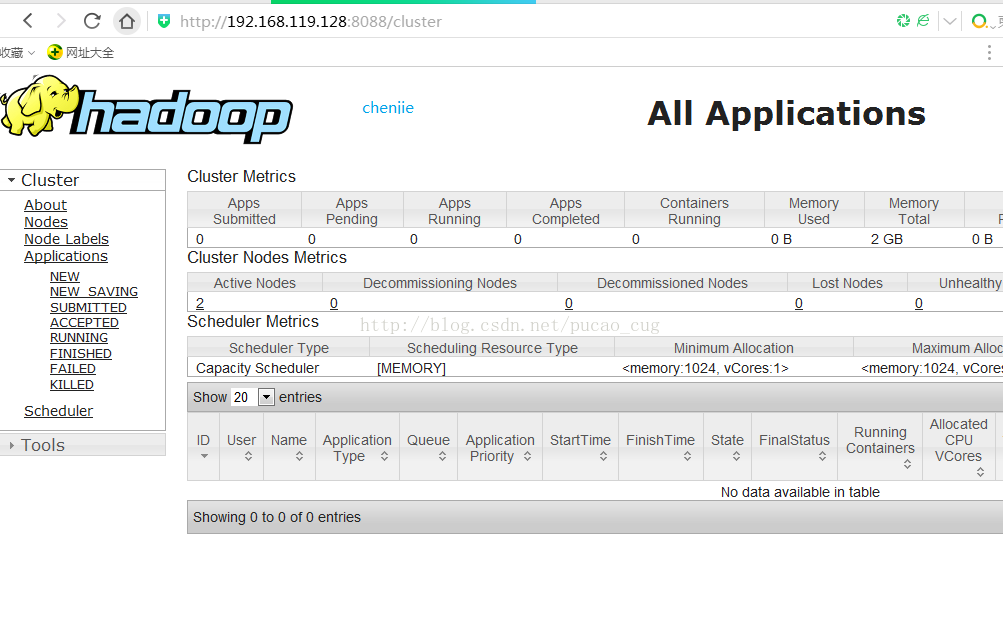 http://192.168.119.128:8088/cluster
收藏 网址大全
hadoop
chenjie
All Applications
Cluster
About
Nodes
Node Labels
Applications
NEW
NEW_SAVING
SUBMITTED
ACCEPTED
RUNNING
FINISHED
FAILED
KILLED
Scheduler
Tools
Cluster Metrics
Apps Submitted Apps Pending Apps Running Apps Completed Containers Running Memory Used Memory Total
0 0 0 0 0 0 B 2 GB 0 B
Cluster Nodes Metrics
Active Nodes Decommissioning Nodes Decommissioned Nodes Lost Nodes Unhealthy
2 0 0 0 0
Scheduler Metrics
http://blog.csdn.net/pucao_cug
Scheduler Type Scheduling Resource Type Minimum Allocation Maximum Alloc
Capacity Scheduler [MEMORY] <memory:1024, vCores:1> <memory:1024, vCores
Show 20 entries
ID User Name Application Type Queue Application Priority StartTime FinishTime State FinalStatus Running Containers Allocated CPU VCores
No data available in table
Showing 0 to 0 of 0 entries